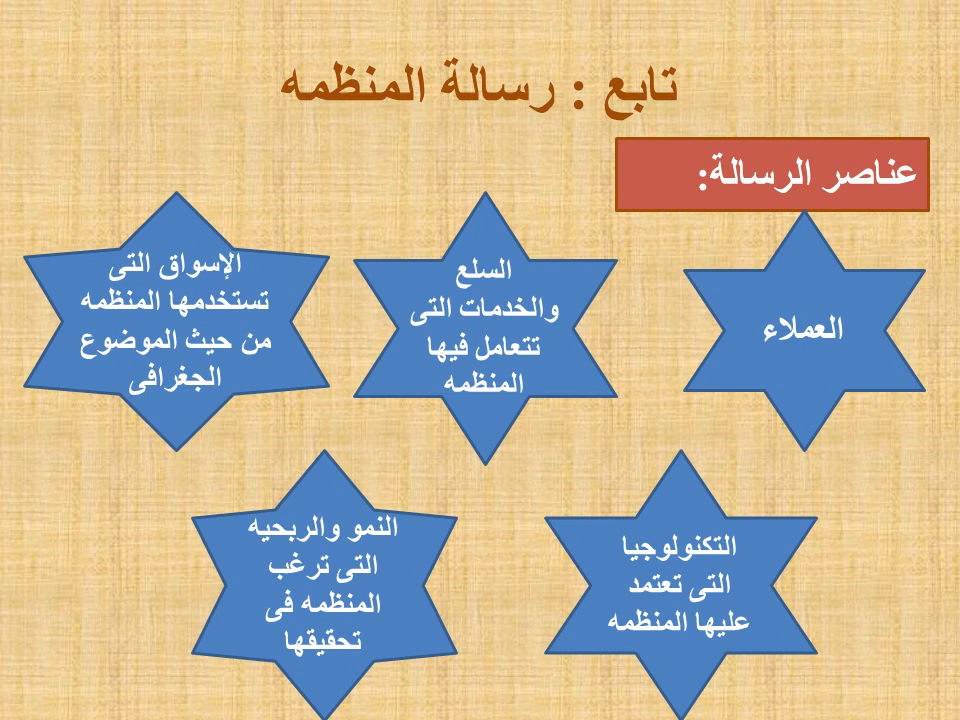 تابع : رسالة المنظمه
عناصر الرسالة:
العملاء
السلع
والخدمات التى
تتعامل فيها
المنظمه
الإسواق التى
تستخدمها المنظمه
من حيث الموضوع
الجغرافى
التكنولوجيا
التى تعتمد
عليها المنظمه
النمو والربحيه
التى ترغب
المنظمه فى
تحقيقها